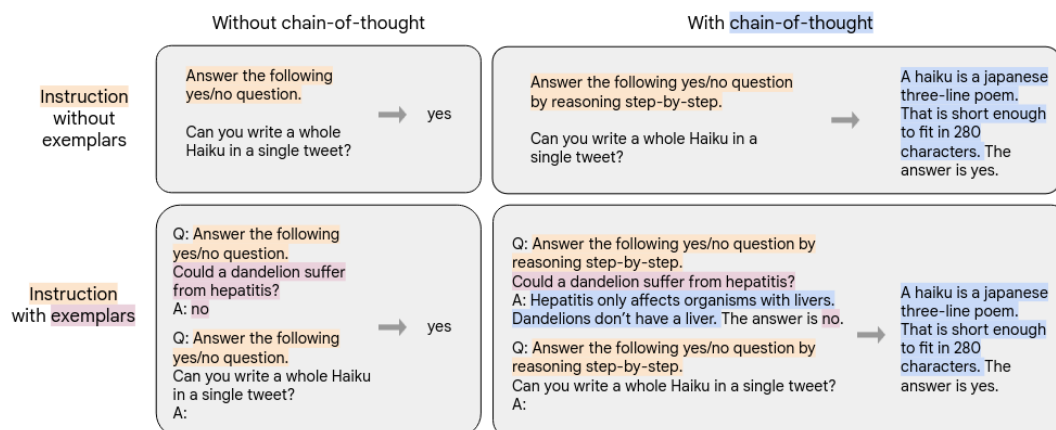 Without chain-of-thought
With chain-of-thought
Instruction
without
exemplars
Answer the following
yes/no question.
Can you write a whole
Haiku in a single tweet?
yes
Answer the following yes/no question
by reasoning step-by-step.
Can you write a whole Haiku in a
single tweet?
A haiku is a japanese
three-line poem.
That is short enough
to fit in 280
characters. The
answer is yes.
Instruction
with exemplars
Q: Answer the following
yes/no question.
Could a dandelion suffer
from hepatitis?
A: no
Q: Answer the following
yes/no question.
Can you write a whole Haiku
in a single tweet?
A:
yes
Q: Answer the following yes/no question by
reasoning step-by-step.
Could a dandelion suffer from hepatitis?
A: Hepatitis only affects organisms with livers.
Dandelions don’t have a liver. The answer is no.
Q: Answer the following yes/no question by
reasoning step-by-step.
Can you write a whole Haiku in a single tweet?
A:
A haiku is a japanese
three-line poem.
That is short enough
to fit in 280
characters. The
answer is yes.